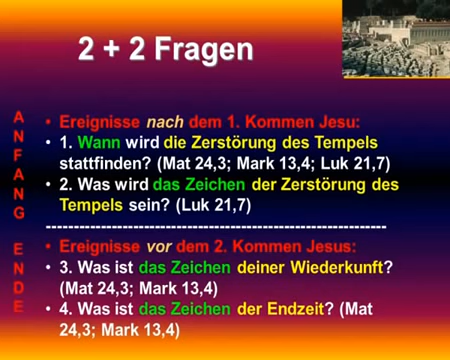 2 + 2 Fragen
ANFANG
• Ereignisse nach dem 1. Kommen Jesu:
• 1. Wann wird die Zerstörung des Tempels
stattfinden? (Mat 24,3; Mark 13,4; Luk 21,7)
• 2. Was wird das Zeichen der Zerstörung des
Tempels sein? (Luk 21,7)
------------------------------------------------------------------
ENDE
• Ereignisse vor dem 2. Kommen Jesus:
• 3. Was ist das Zeichen deiner Wiederkunft?
(Mat 24,3; Mark 13,4)
• 4. Was ist das Zeichen der Endzeit? (Mat
24,3; Mark 13,4)